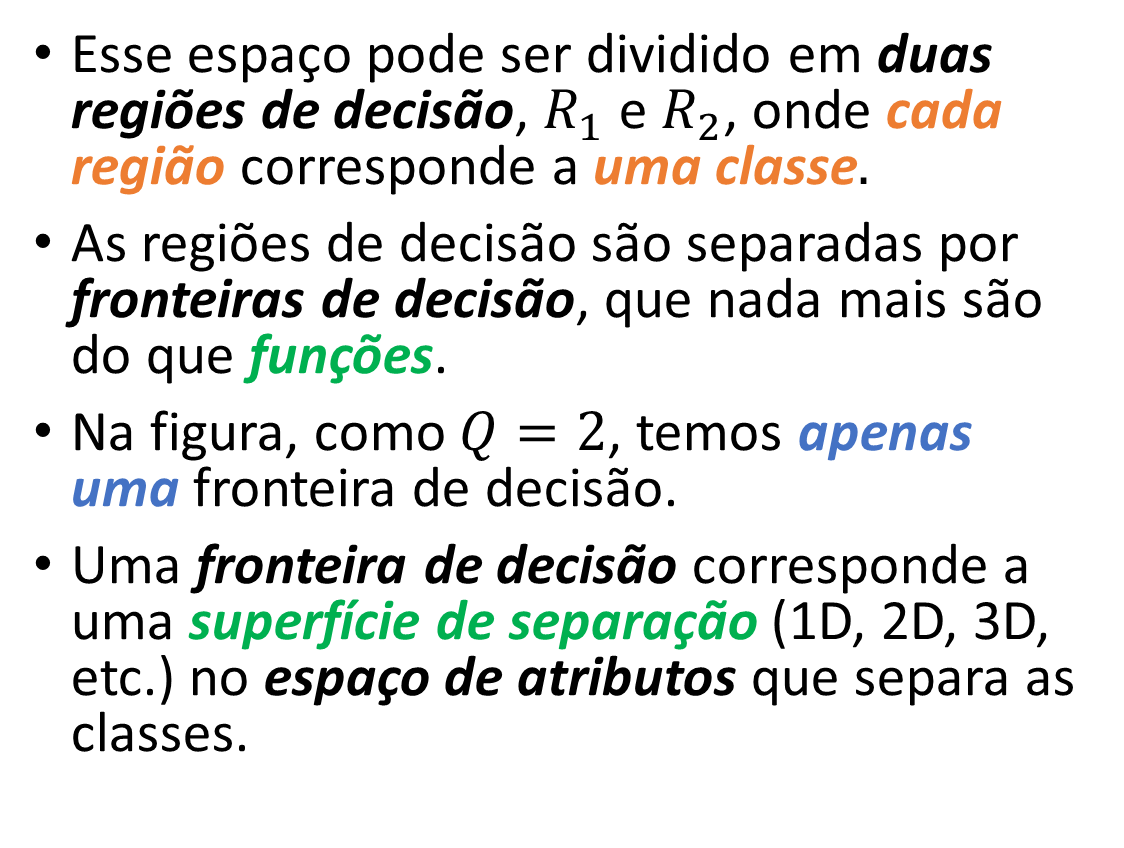 • Esse espaço pode ser dividido em duas
regiões de decisão, R₁ e R₂, onde cada
região corresponde a uma classe.
• As regiões de decisão são separadas por
fronteiras de decisão, que nada mais são
do que funções.
• Na figura, como Q = 2, temos apenas
uma fronteira de decisão.
• Uma fronteira de decisão corresponde a
uma superfície de separação (1D, 2D, 3D,
etc.) no espaço de atributos que separa as
classes.